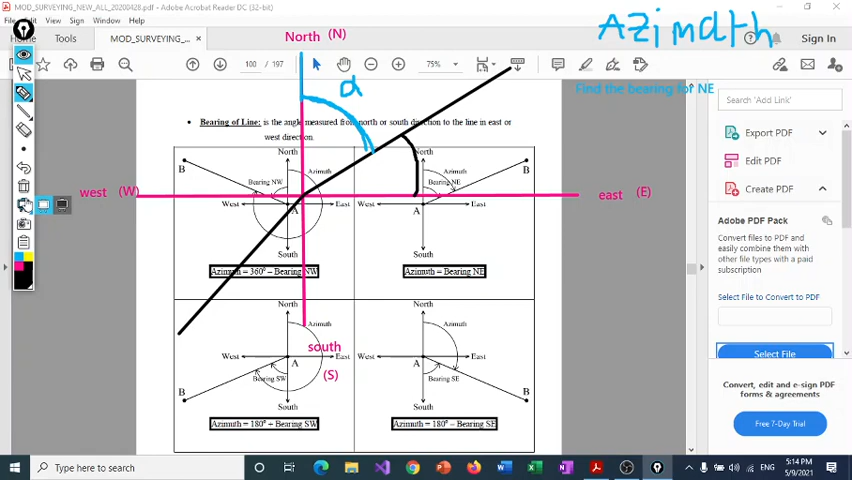 MOD_SURVEYING_NEW_ALL_20200428.pdf - Adobe Acrobat Reader DC (32-bit)
File Edit View Sign Window Help
Home Tools MOD_SURVEYING_... × Sign In
100 / 197 75%
Azimath
North (N)
a
Find the bearing for NE
west (W)
east (E)
south
(S)
• Bearing of Line: is the angle measured from north or south direction to the line in east or
west direction.
North
B
Azimuth
Bearing NW
West East
A
South
Azimuth = 360⁰ – Bearing NW
North
B
Azimuth
Bearing NE
West East
A
South
Azimuth = Bearing NE
North
Azimuth
West East
A
Bearing SW
B
South
Azimuth = 180⁰ + Bearing SW
North
Azimuth
West East
A
Bearing SE
B
South
Azimuth = 180⁰ – Bearing SE
Search 'Add Link'
Export PDF
Edit PDF
Create PDF
Adobe PDF Pack
Convert files to PDF and
easily combine them with
other file types with a paid
subscription
Select File to Convert to PDF
Select File
Convert, edit and e-sign PDF
forms & agreements
Free 7-Day Trial
Type here to search
ENG
5:14 PM
5/9/2021